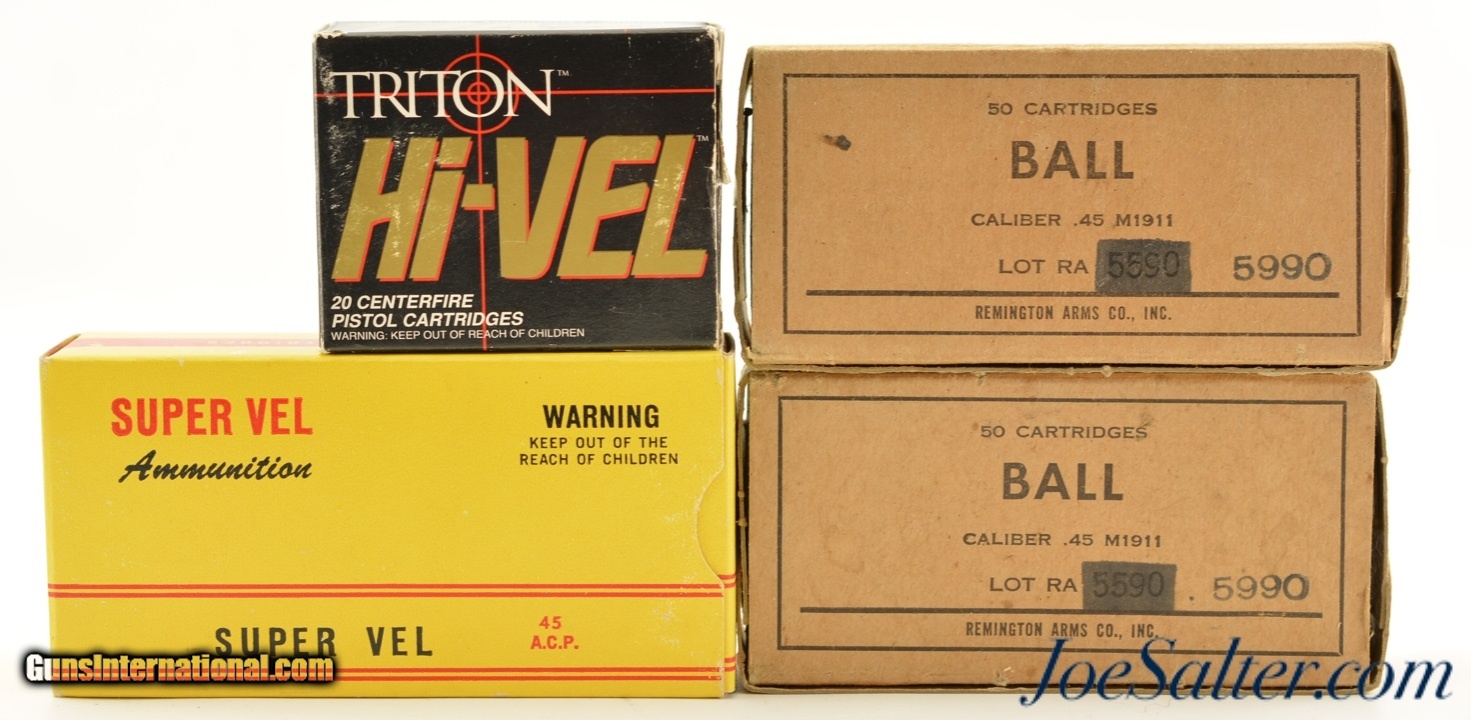 TRITON™
Hi-VEL™
20 CENTERFIRE
PISTOL CARTRIDGES
WARNING: KEEP OUT OF REACH OF CHILDREN
SUPER VEL
Ammunition
WARNING
KEEP OUT OF THE
REACH OF CHILDREN
SUPER VEL
45
A.C.P.
50 CARTRIDGES
BALL
CALIBER .45 M1911
LOT RA 5590 5990
REMINGTON ARMS CO., INC.
50 CARTRIDGES
BALL
CALIBER .45 M1911
LOT RA 5590 . 5990
REMINGTON ARMS CO., INC.
GunsInternational.com
JoeSalter.com